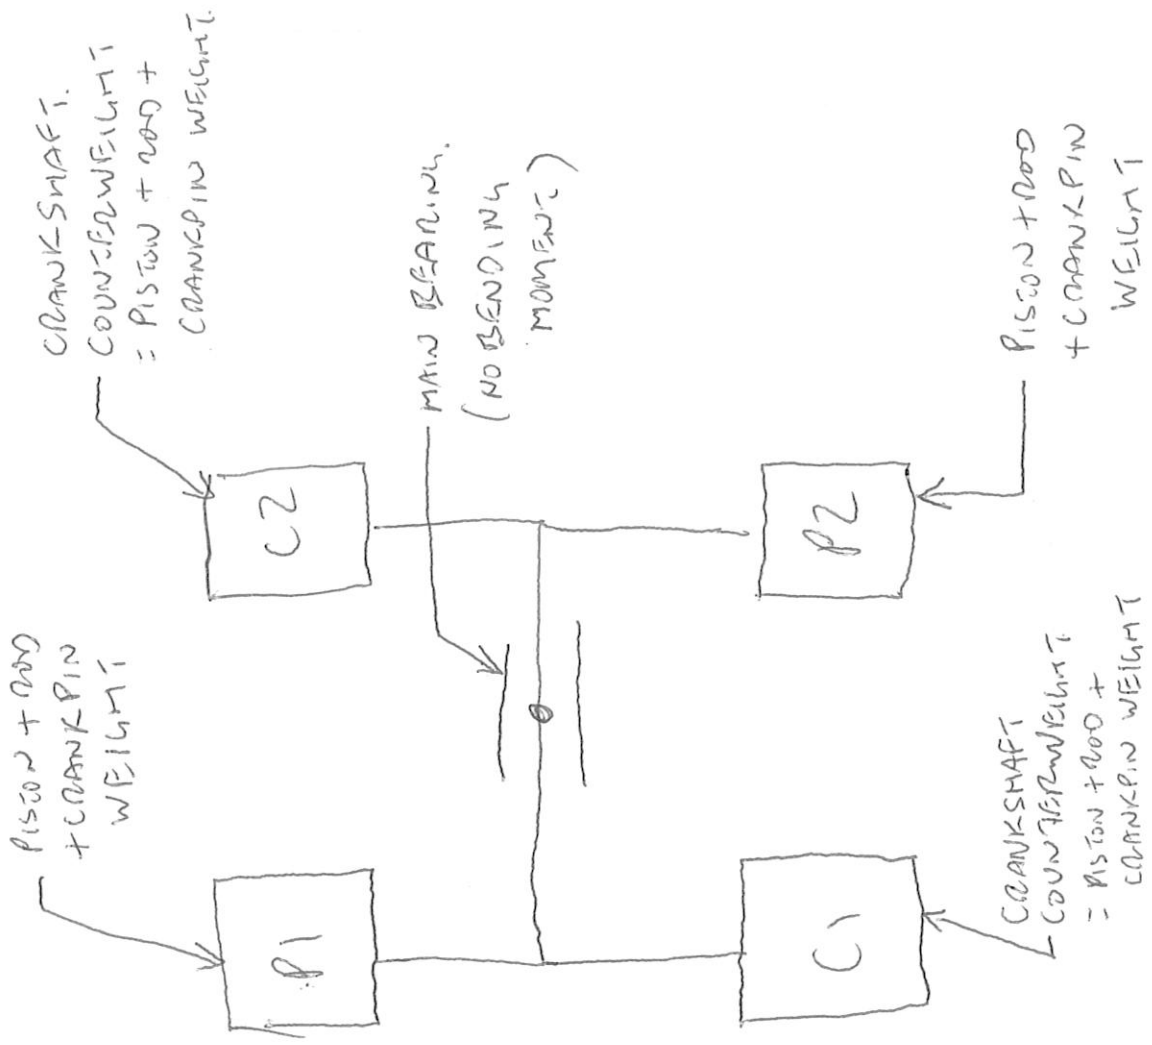 PISTON + ROD
+ CRANKPIN
WEIGHT
CRANKSHAFT.
COUNTERWEIGHT
= PISTON + ROD +
CRANKPIN WEIGHT.
P1
C2
MAIN BEARING.
(NO BENDING
MOMENT)
C1
P2
CRANKSHAFT
COUNTERWEIGHT
= PISTON + ROD +
CRANKPIN WEIGHT
PISTON + ROD
+ CRANKPIN
WEIGHT